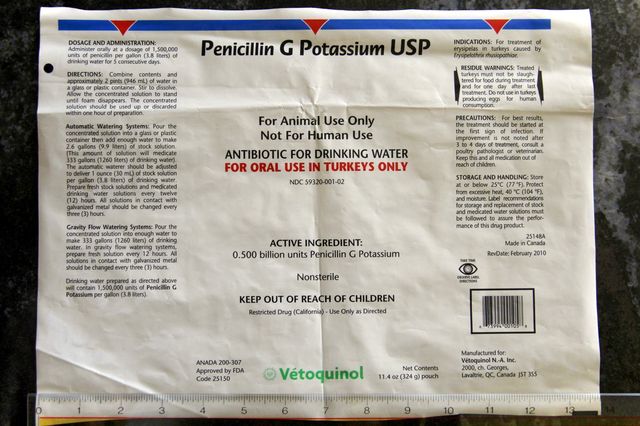 Penicillin G Potassium USP
DOSAGE AND ADMINISTRATION:
Administer orally at a dosage of 1,500,000
units of penicillin per gallon (3.8 liters) of
drinking water for 5 consecutive days.
DIRECTIONS: Combine contents and
approximately 2 pints (946 mL) of water in
a glass or plastic container. Stir to dissolve.
Allow the concentrated solution to stand
until foam disappears. The concentrated
solution should be used up or discarded
within one hour of preparation.
Automatic Watering Systems: Pour the
concentrated solution into a glass or plastic
container then add enough water to make
2.6 gallons (9.9 liters) of stock solution.
(This amount of solution will medicate
333 gallons (1260 liters) of drinking water).
The automatic waterer should be adjusted
to deliver 1 ounce (30 mL) of stock solution
per gallon (3.8 liters) of drinking water.
Prepare fresh stock solutions and medicated
drinking water solutions every twelve
(12) hours. All solutions in contact with
galvanized metal should be changed every
three (3) hours.
Gravity Flow Watering Systems: Pour the
concentrated solution into enough water to
make 333 gallons (1260 liters) of drinking
water. In gravity flow watering systems,
prepare fresh solution every 12 hours. All
solutions in contact with galvanized metal
should be changed every three (3) hours.
Drinking water prepared as directed above
will contain 1,500,000 units of Penicillin G
Potassium per gallon (3.8 liters).
For Animal Use Only
Not For Human Use
ANTIBIOTIC FOR DRINKING WATER
FOR ORAL USE IN TURKEYS ONLY
NDC 59320-001-02
ACTIVE INGREDIENT:
0.500 billion units Penicillin G Potassium
Nonsterile
KEEP OUT OF REACH OF CHILDREN
Restricted Drug (California) - Use Only as Directed
ANADA 200-307
Approved by FDA
Code 25150
Vétoquinol
Net Contents
11.4 oz (324 g) pouch
INDICATIONS: For treatment of
erysipelas in turkeys caused by
Erysipelothrix rhusiopathiae.
RESIDUE WARNINGS: Treated
turkeys must not be slaugh-
tered for food during treatment
and for one day after last
treatment. Do not use in turkeys
producing eggs for human
consumption.
PRECAUTIONS: For best results,
the treatment should be started at
the first sign of infection. If
improvement is not noted after
3 to 4 days of treatment, consult a
poultry pathologist or veterinarian.
Keep this and all medication out of
reach of children.
STORAGE AND HANDLING: Store
at or below 25°C (77 °F). Protect
from excessive heat, 40 °C (104 °F),
and moisture. Label recommendations
for storage and replacement of stock
and medicated water solutions must
be followed to assure the perfor-
mance of this drug product.
25148A
Made in Canada
RevDate: February 2010
TAKE TIME
OBSERVE LABEL
DIRECTIONS
Manufactured for:
Vétoquinol N.-A. Inc.
2000, ch. Georges,
Lavaltrie, QC, Canada J5T 3S5
0 1 2 3 4 5 6 7 8 9 10 11 12 13 14